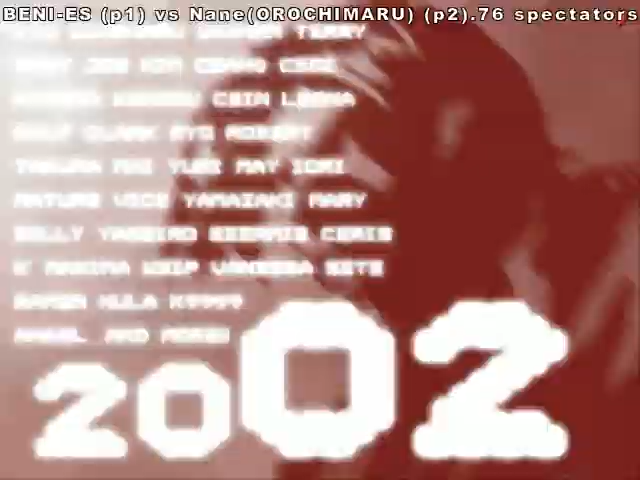 BENI-ES (p1) vs Nane(OROCHIMARU) (p2).76 spectators
TERRY
JOE KIM CHANG CHOI
CHIN LEONA
RALF CLARK RYO ROBERT
TAKUMA MAI YURI MAY IORI
MATURE VICE YAMAZAKI MARY
BILLY YASHIRO SHERMIE CHRIS
K' MAXIMA WHIP VANESSA SETH
RAMON KULA K9999
ANGEL AND MORE!!
2002